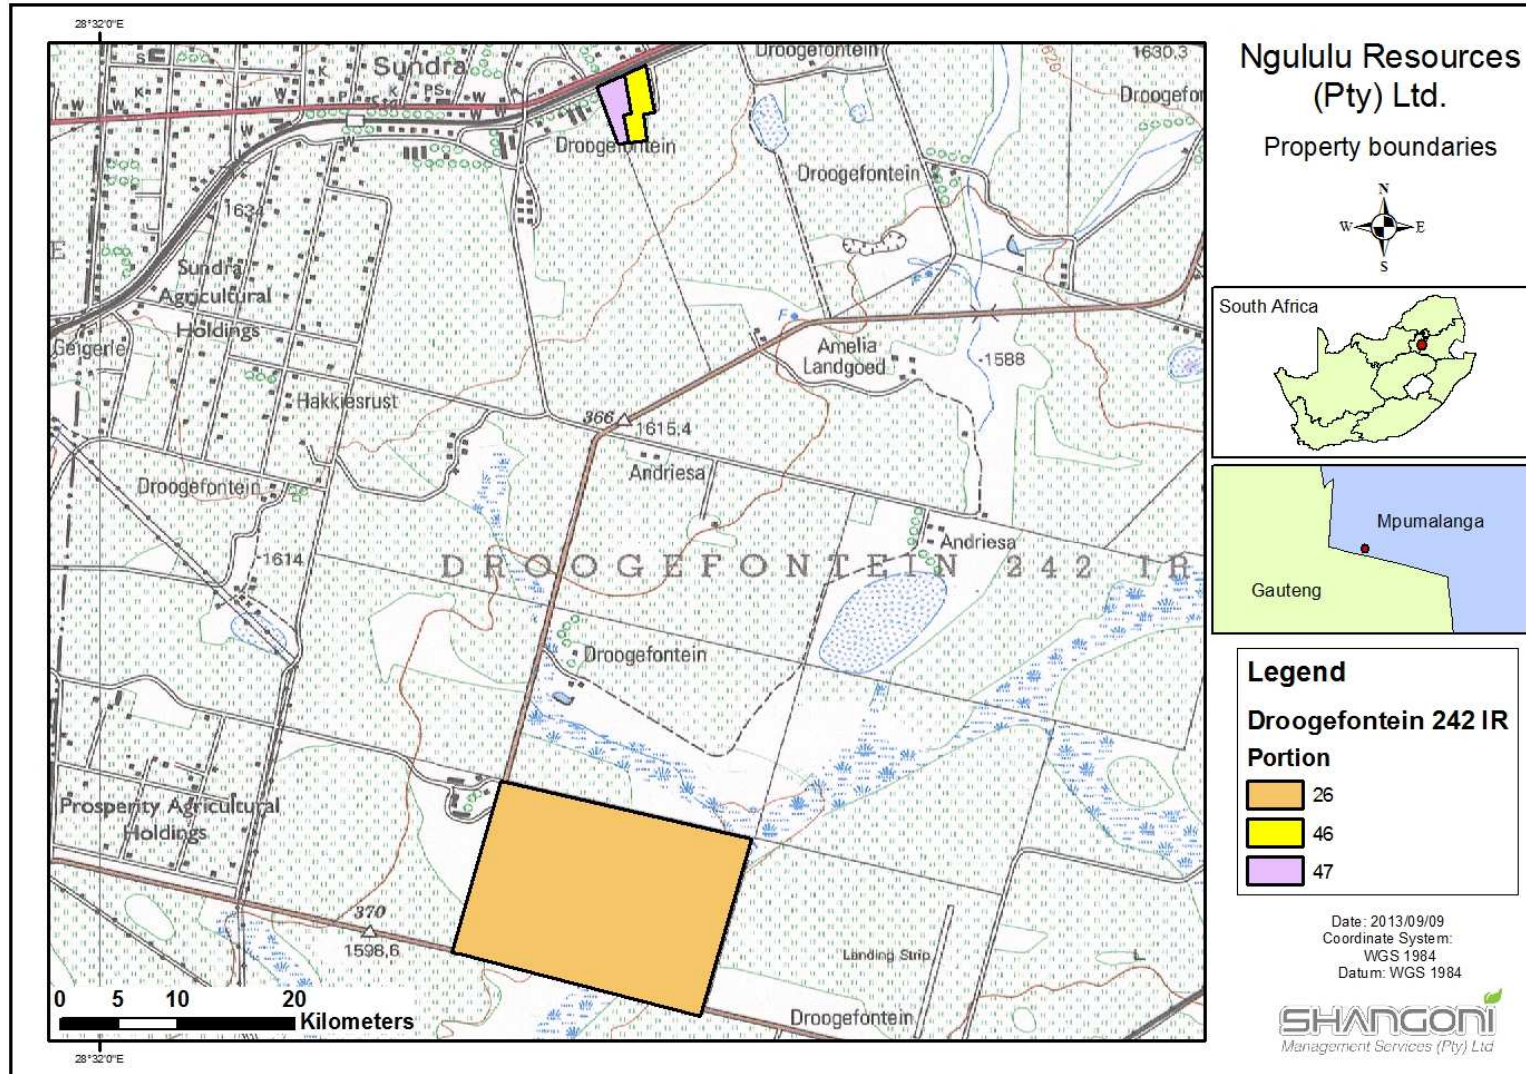 28°32'0"E
Sundra
S
K
K
PS
P
W
W
W
W
W
W
W
W
Droogefontein
1630,3
1620
Droogefon
Droogefontein
Droogefontein
1634
E
Sundra
Agricultural
Holdings
Geigerle
F
F
Amelia
Landgoed
1588
Hakkiesrust
366
1615,4
Andriesa
Droogefontein
Andriesa
1614
DROOGEFONTEIN 242 IR
Droogefontein
Prosperity Agricultural
Holdings
370
1598,6
Landing Strip
L
Droogefontein
0 5 10 20
Kilometers
28°32'0"E
Ngululu Resources
(Pty) Ltd.
Property boundaries
N
W E
S
South Africa
Mpumalanga
Gauteng
Legend
Droogefontein 242 IR
Portion
26
46
47
Date: 2013/09/09
Coordinate System:
WGS 1984
Datum: WGS 1984
SHANGONI
Management Services (Pty) Ltd